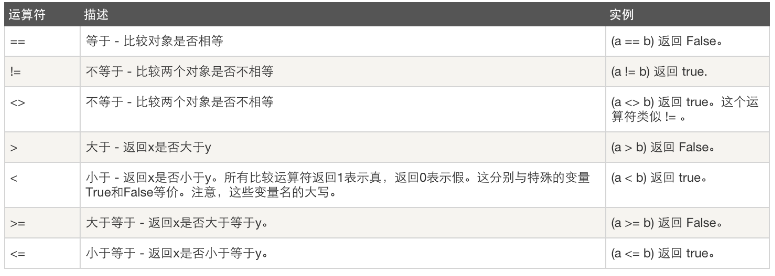 运算符 描述 实例
== 等于 - 比较对象是否相等 (a == b) 返回 False。
!= 不等于 - 比较两个对象是否不相等 (a != b) 返回 true.
<> 不等于 - 比较两个对象是否不相等 (a <> b) 返回 true。这个运
算符类似 != 。
> 大于 - 返回x是否大于y (a > b) 返回 False。
< 小于 - 返回x是否小于y。所有比较运算符返回1表示真，返回0表示假。这分别与特殊的变量 (a < b) 返回 true。
True和False等价。注意，这些变量名的大写。
>= 大于等于 - 返回x是否大于等于y。 (a >= b) 返回 False。
<= 小于等于 - 返回x是否小于等于y。 (a <= b) 返回 true。